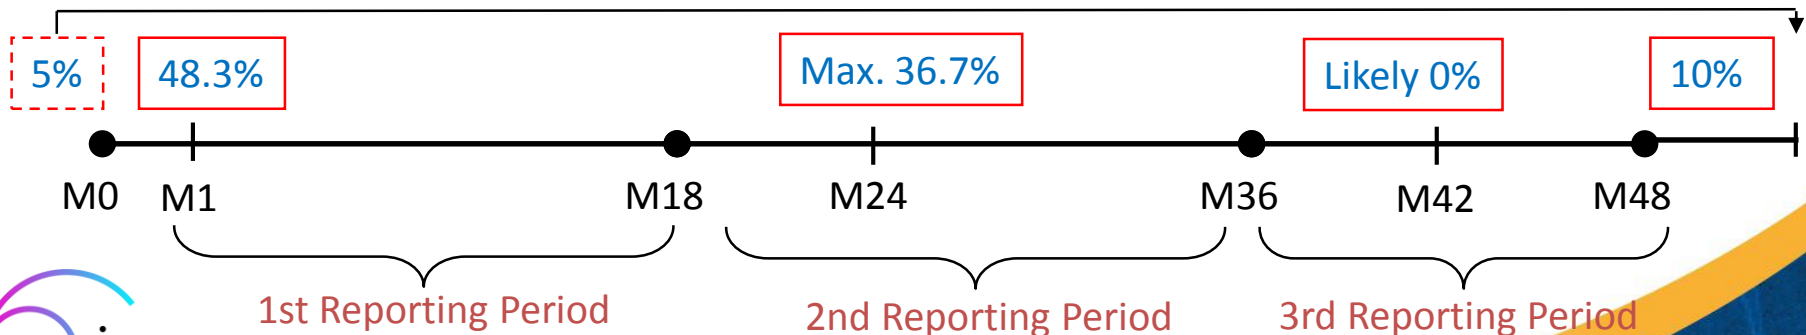 5%
48.3%
Max. 36.7%
Likely 0%
10%
M0
M1
M18
M24
M36
M42
M48
1st Reporting Period
2nd Reporting Period
3rd Reporting Period